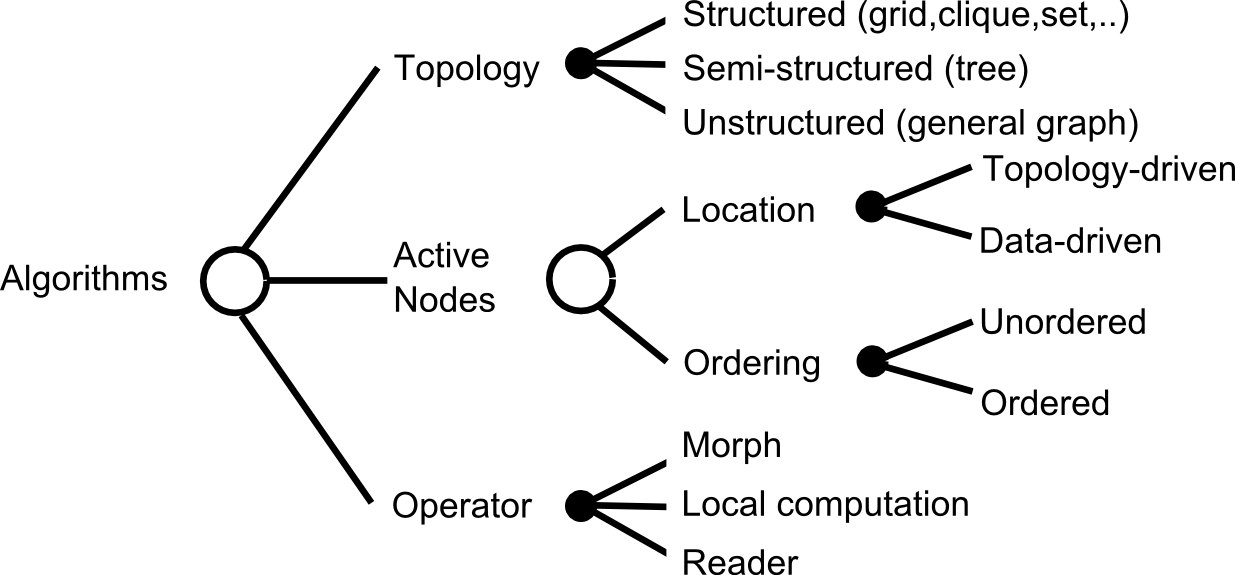 Structured (grid,clique,set,..)
Topology
Semi-structured (tree)
Unstructured (general graph)
Topology-driven
Location
Data-driven
Active
Nodes
Algorithms
Unordered
Ordering
Ordered
Morph
Operator
Local computation
Reader